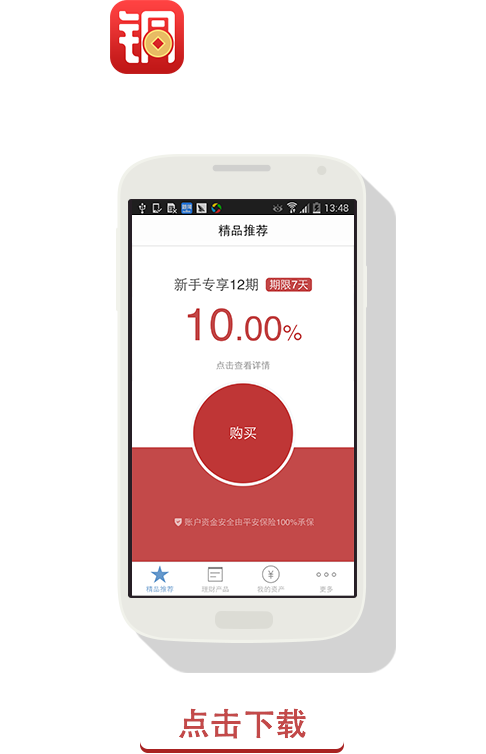 铜
13:48
精品推荐
新手专享12期 期限7天
10.00%
点击查看详情
购买
账户资金安全由平安保险100%承保
精品推荐 理财产品 我的资产 更多
点击下载